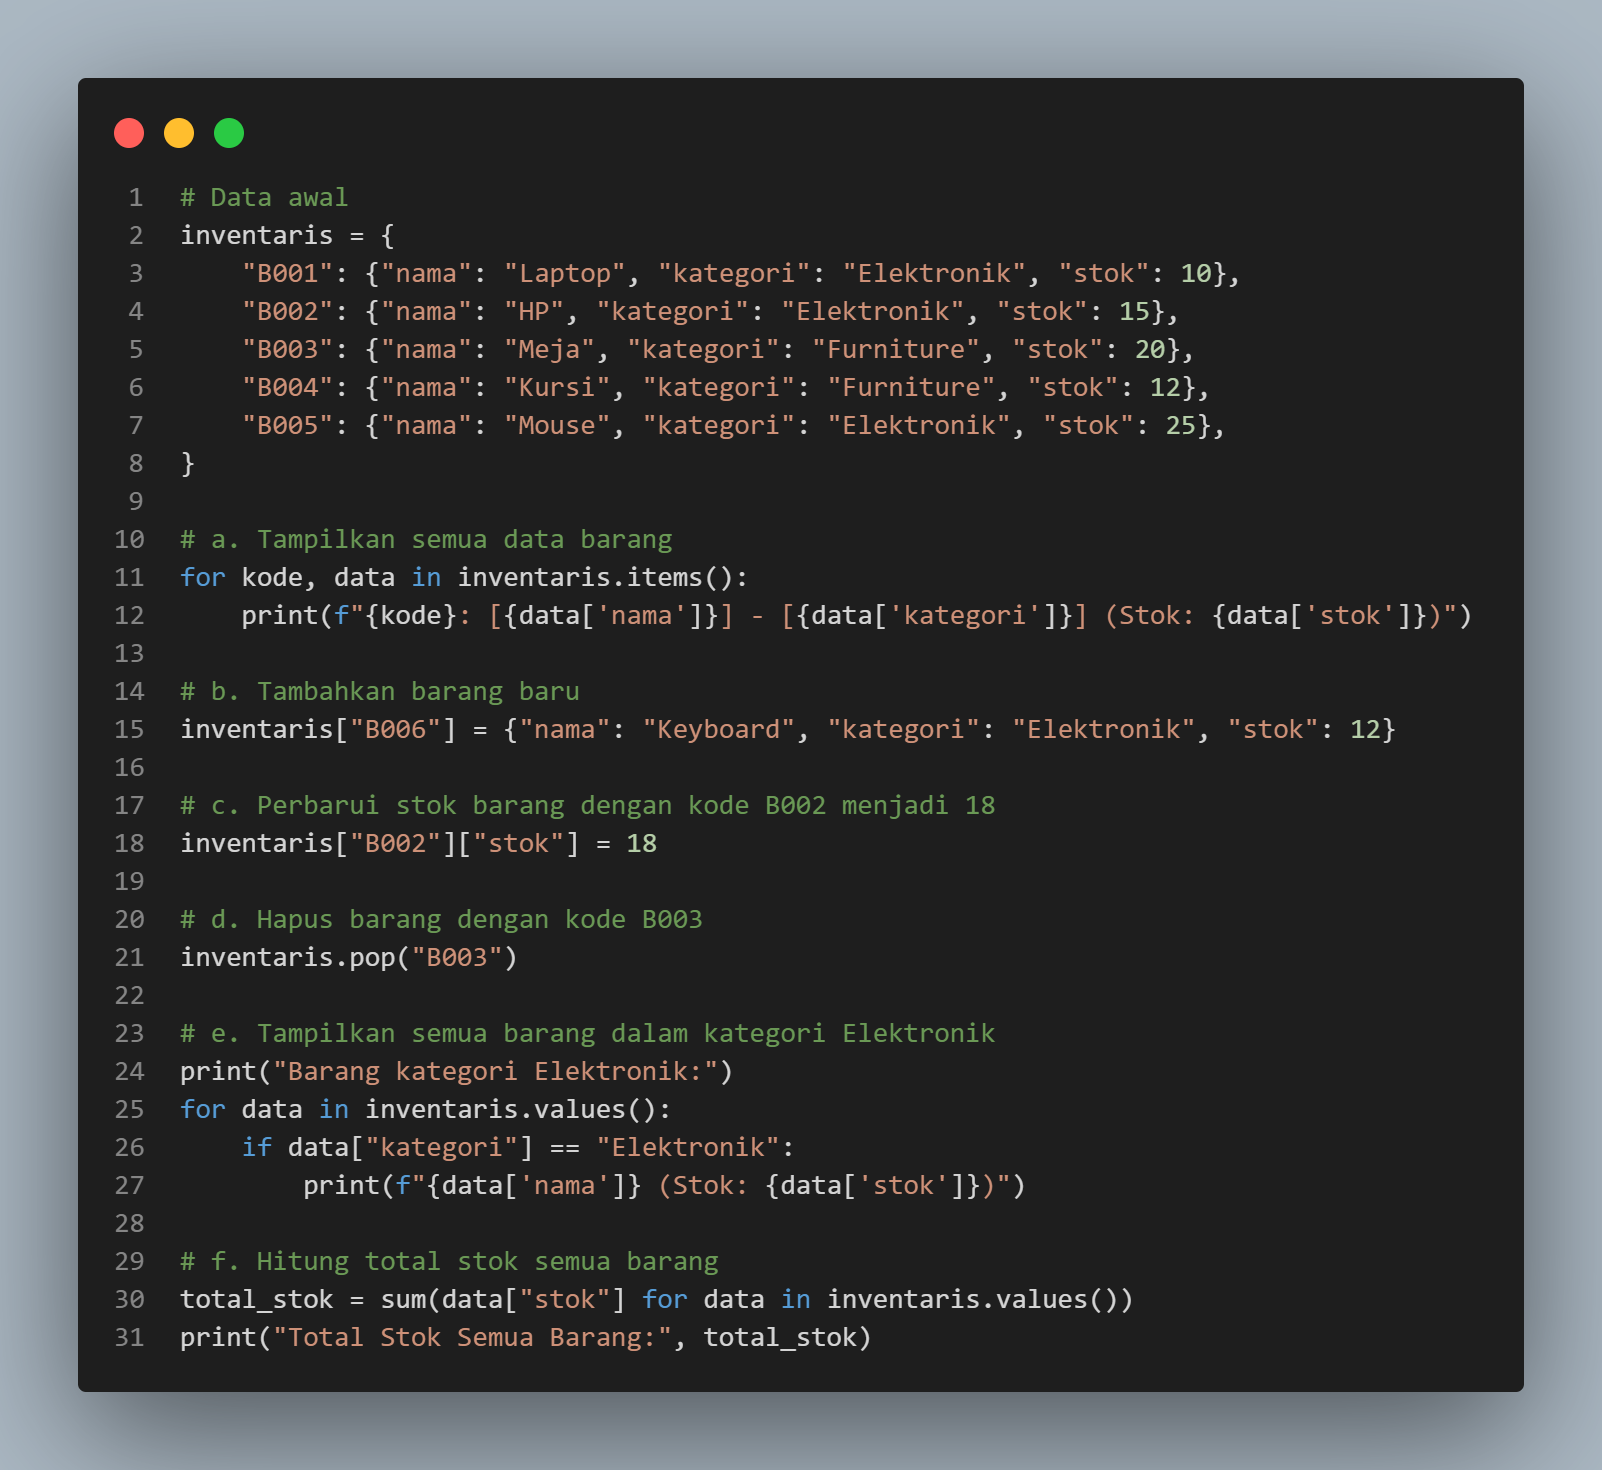 1 # Data awal
2 inventaris = {
3     "B001": {"nama": "Laptop", "kategori": "Elektronik", "stok": 10},
4     "B002": {"nama": "HP", "kategori": "Elektronik", "stok": 15},
5     "B003": {"nama": "Meja", "kategori": "Furniture", "stok": 20},
6     "B004": {"nama": "Kursi", "kategori": "Furniture", "stok": 12},
7     "B005": {"nama": "Mouse", "kategori": "Elektronik", "stok": 25},
8 }
9
10 # a. Tampilkan semua data barang
11 for kode, data in inventaris.items():
12     print(f"{kode}: [{data['nama']}] - [{data['kategori']}] (Stok: {data['stok']})")
13
14 # b. Tambahkan barang baru
15 inventaris["B006"] = {"nama": "Keyboard", "kategori": "Elektronik", "stok": 12}
16
17 # c. Perbarui stok barang dengan kode B002 menjadi 18
18 inventaris["B002"]["stok"] = 18
19
20 # d. Hapus barang dengan kode B003
21 inventaris.pop("B003")
22
23 # e. Tampilkan semua barang dalam kategori Elektronik
24 print("Barang kategori Elektronik:")
25 for data in inventaris.values():
26     if data["kategori"] == "Elektronik":
27         print(f"{data['nama']} (Stok: {data['stok']})")
28
29 # f. Hitung total stok semua barang
30 total_stok = sum(data["stok"] for data in inventaris.values())
31 print("Total Stok Semua Barang:", total_stok)